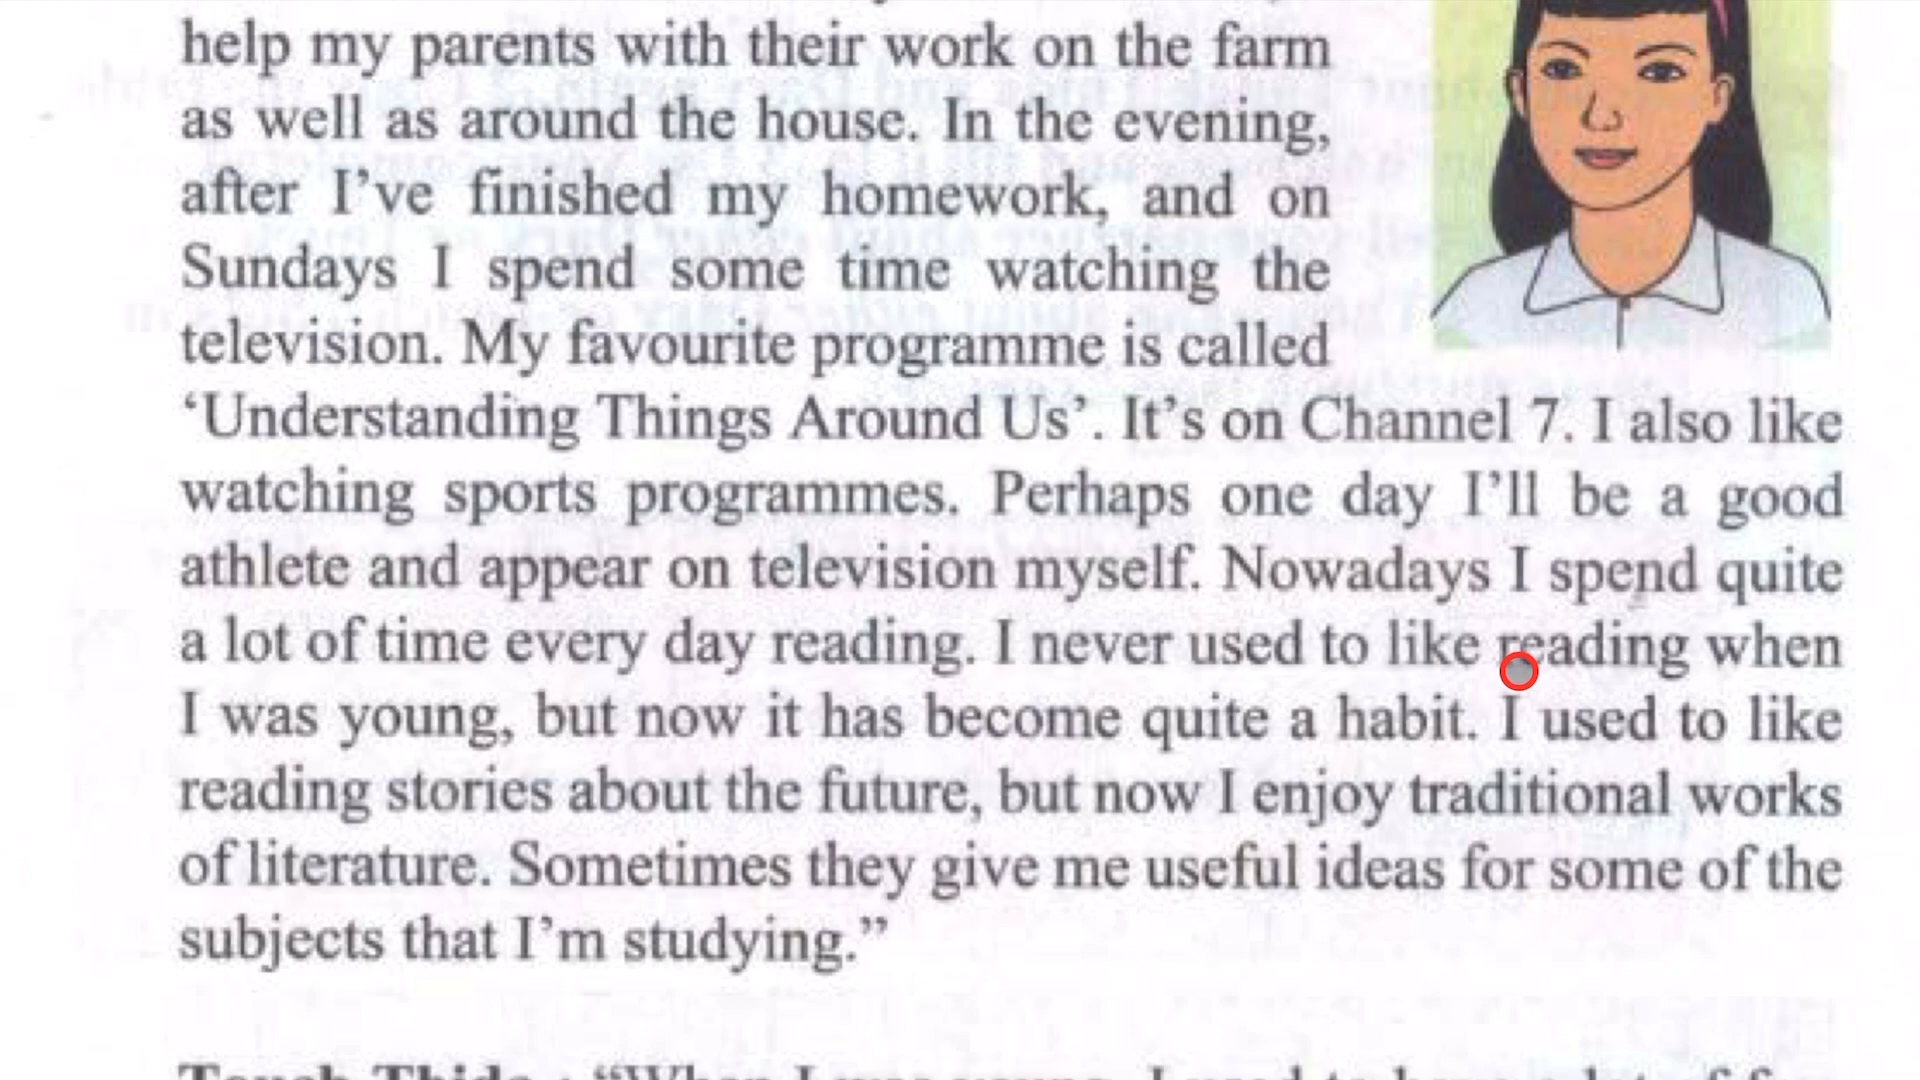 help my parents with their work on the farm
as well as around the house. In the evening,
after I've finished my homework, and on
Sundays I spend some time watching the
television. My favourite programme is called
‘Understanding Things Around Us’. It's on Channel 7. I also like
watching sports programmes. Perhaps one day I'll be a good
athlete and appear on television myself. Nowadays I spend quite
a lot of time every day reading. I never used to like reading when
I was young, but now it has become quite a habit. I used to like
reading stories about the future, but now I enjoy traditional works
of literature. Sometimes they give me useful ideas for some of the
subjects that I'm studying.”